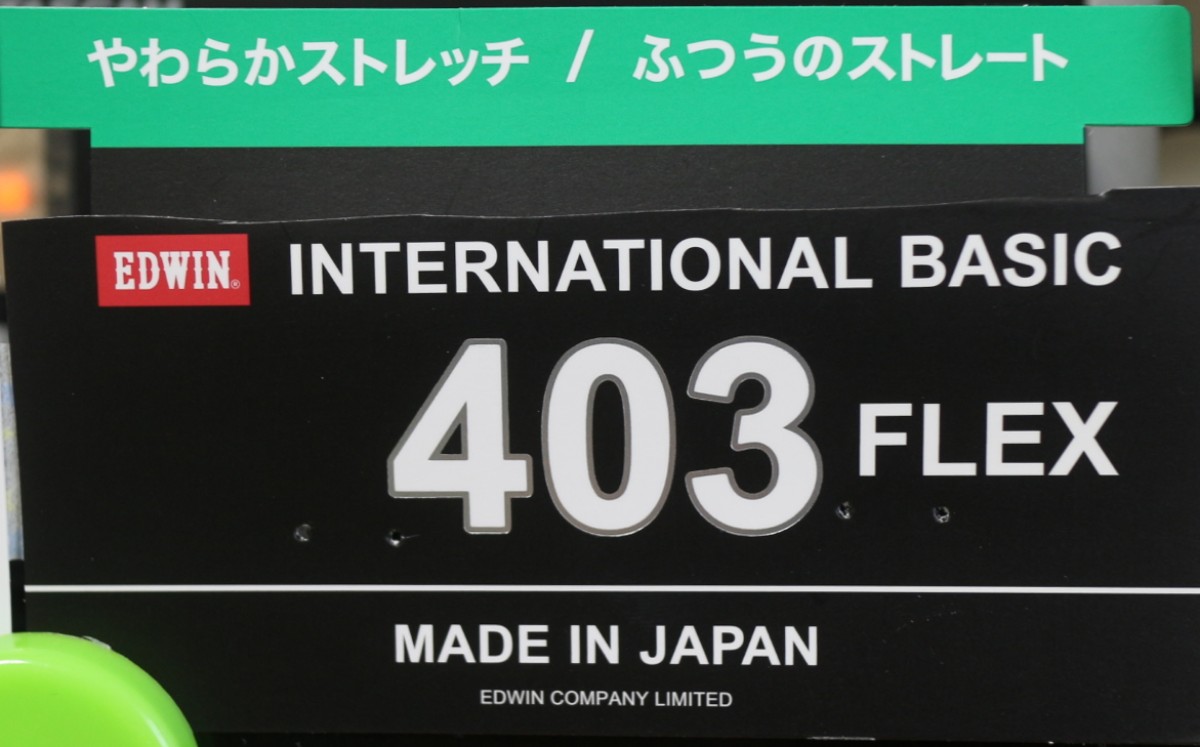 やわらかストレッチ / ふつうのストレート
EDWIN® INTERNATIONAL BASIC
403 FLEX
MADE IN JAPAN
EDWIN COMPANY LIMITED